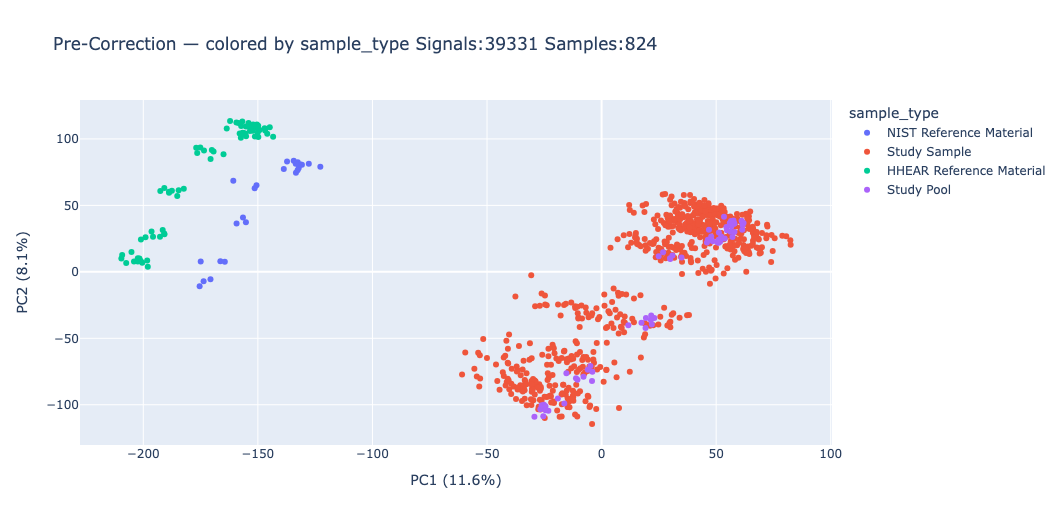 Pre-Correction — colored by sample_type Signals:39331 Samples:824
sample_type
NIST Reference Material
Study Sample
HHEAR Reference Material
Study Pool
PC2 (8.1%)
100
50
0
−50
−100
−200
−150
−100
−50
0
50
100
PC1 (11.6%)